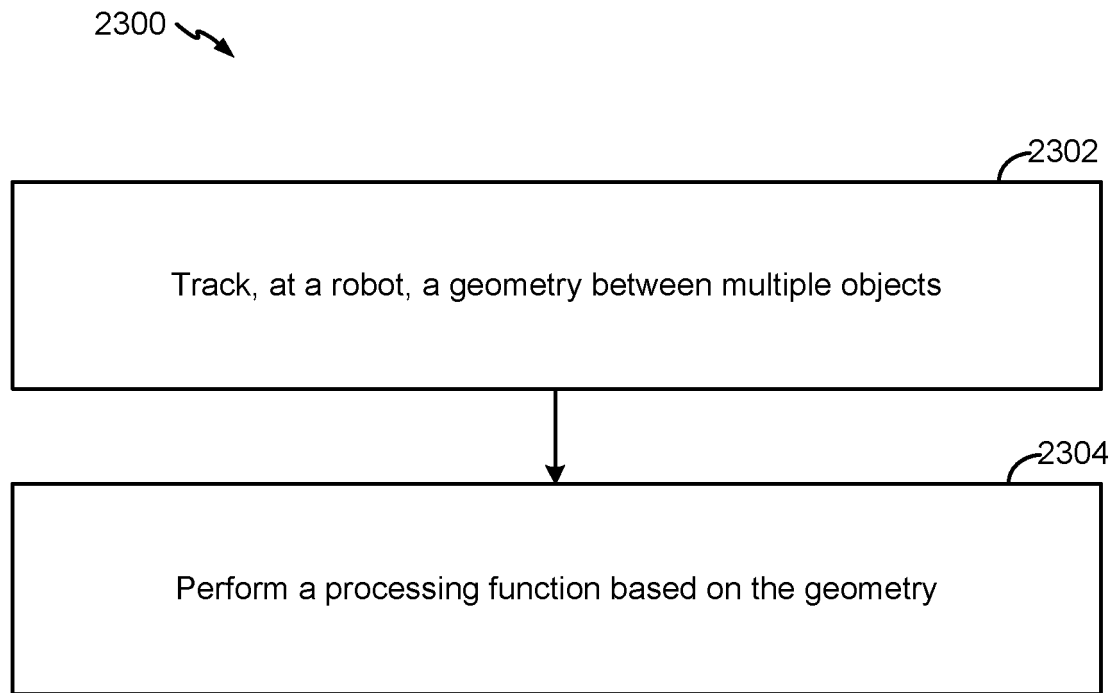 2300
2302
Track, at a robot, a geometry between multiple objects
2304
Perform a processing function based on the geometry